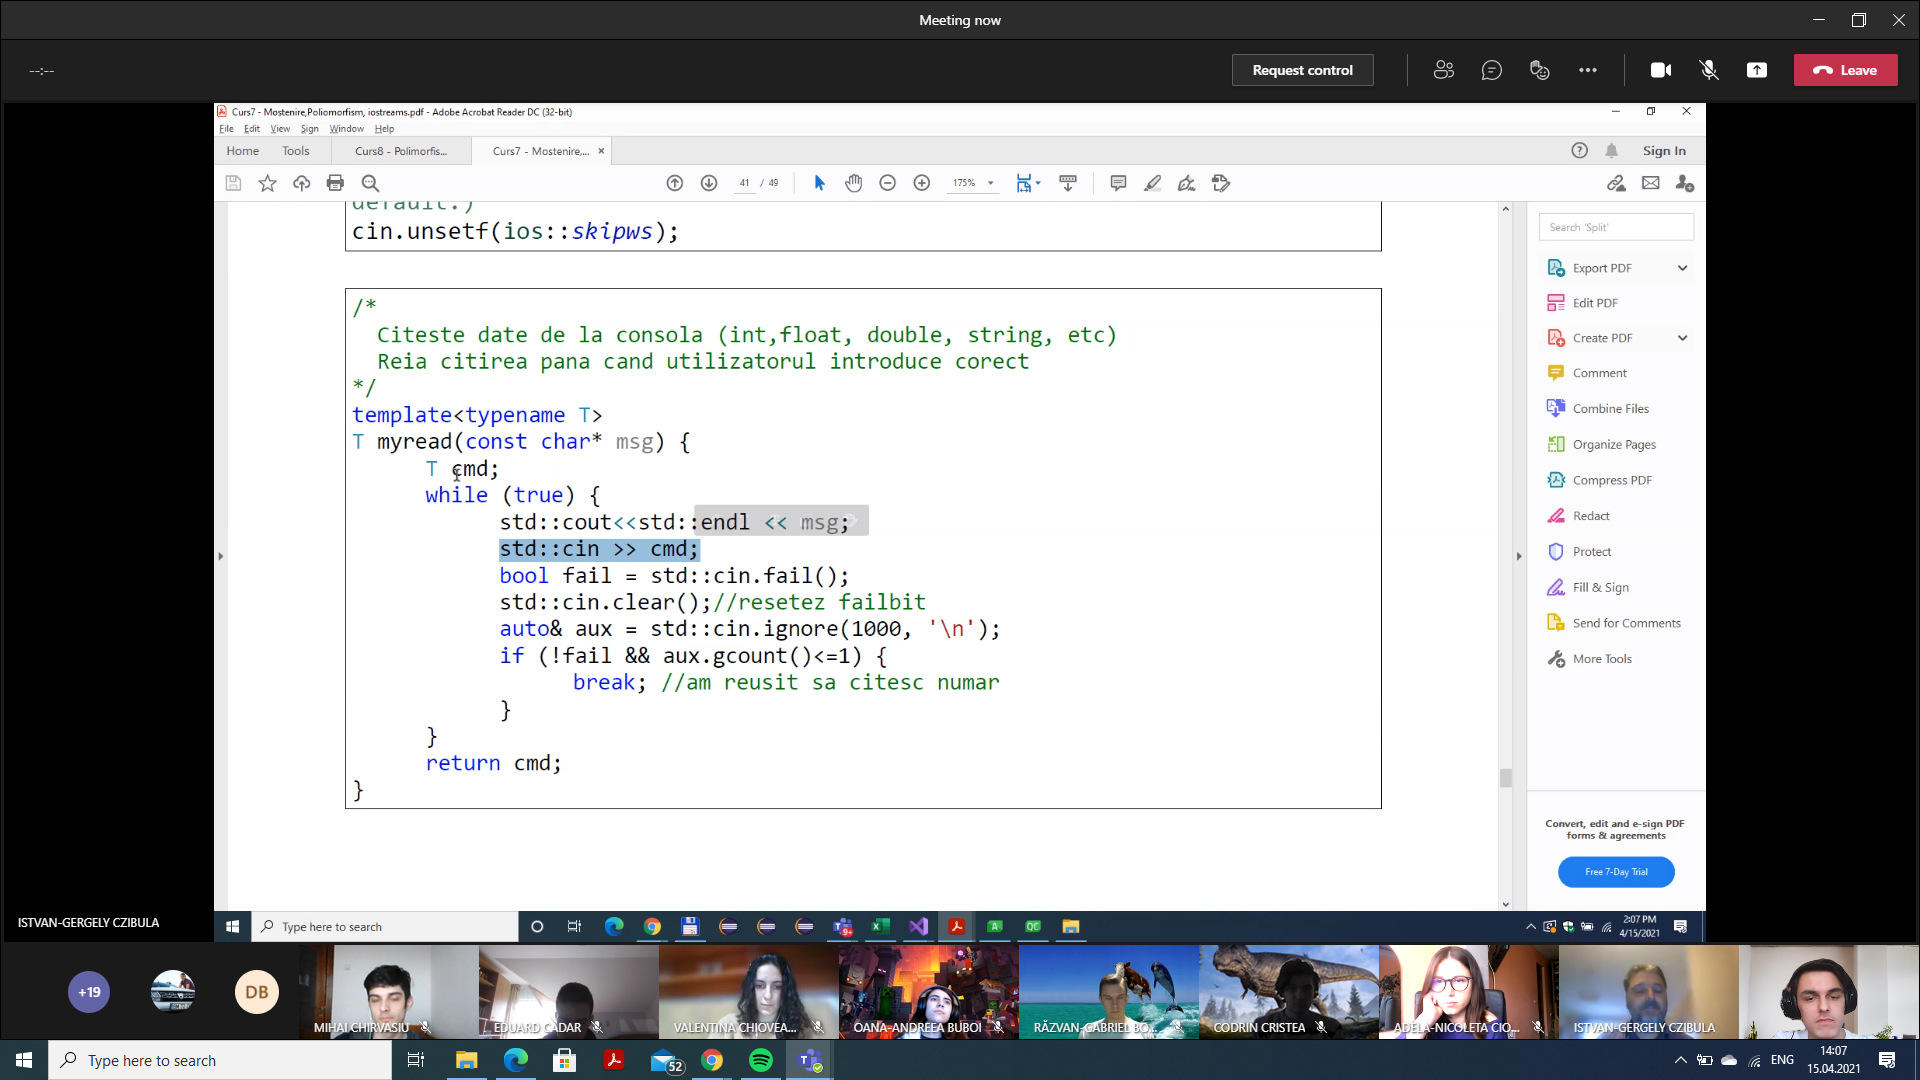 Meeting now
--:--
Request control
Leave
Curs7 - Mostenire,Poliomorfism, iostreams.pdf - Adobe Acrobat Reader DC (32-bit)
File Edit View Sign Window Help
Home Tools Curs8 - Polimorfis... Curs7 - Mostenire,... × Sign In
41 / 49 175%
default.)
cin.unsetf(ios::skipws);
/*
Citeste date de la consola (int,float, double, string, etc)
Reia citirea pana cand utilizatorul introduce corect
*/
template<typename T>
T myread(const char* msg) {
T cmd;
while (true) {
std::cout<<std::endl << msg;
std::cin >> cmd;
bool fail = std::cin.fail();
std::cin.clear();//resetez failbit
auto& aux = std::cin.ignore(1000, '\n');
if (!fail && aux.gcount()<=1) {
break; //am reusit sa citesc numar
}
}
return cmd;
}
Search 'Split'
Export PDF
Edit PDF
Create PDF
Comment
Combine Files
Organize Pages
Compress PDF
Redact
Protect
Fill & Sign
Send for Comments
More Tools
Convert, edit and e-sign PDF
forms & agreements
Free 7-Day Trial
ISTVAN-GERGELY CZIBULA
Type here to search
2:07 PM
4/15/2021
+19
DB
MIHAI CHIRVASIU
EDUARD CADAR
VALENTINA CHIOVEA...
OANA-ANDREEA BUBOI
RĂZVAN-GABRIEL BO...
CODRIN CRISTEA
ADELA-NICOLETA CIO...
ISTVAN-GERGELY CZIBULA
Type here to search
52
ENG
14:07
15.04.2021